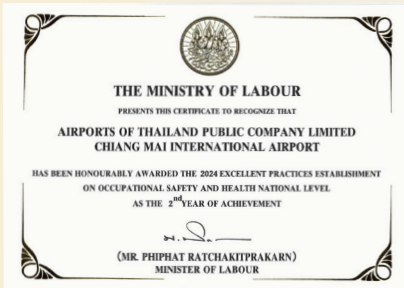 THE MINISTRY OF LABOUR
PRESENTS THIS CERTIFICATE TO RECOGNIZE THAT
AIRPORTS OF THAILAND PUBLIC COMPANY LIMITED
CHIANG MAI INTERNATIONAL AIRPORT
HAS BEEN HONOURABLY AWARDED THE 2024 EXCELLENT PRACTICES ESTABLISHMENT
ON OCCUPATIONAL SAFETY AND HEALTH NATIONAL LEVEL
AS THE 2nd YEAR OF ACHIEVEMENT
(MR. PHIPHAT RATCHAKITPRAKARN)
MINISTER OF LABOUR